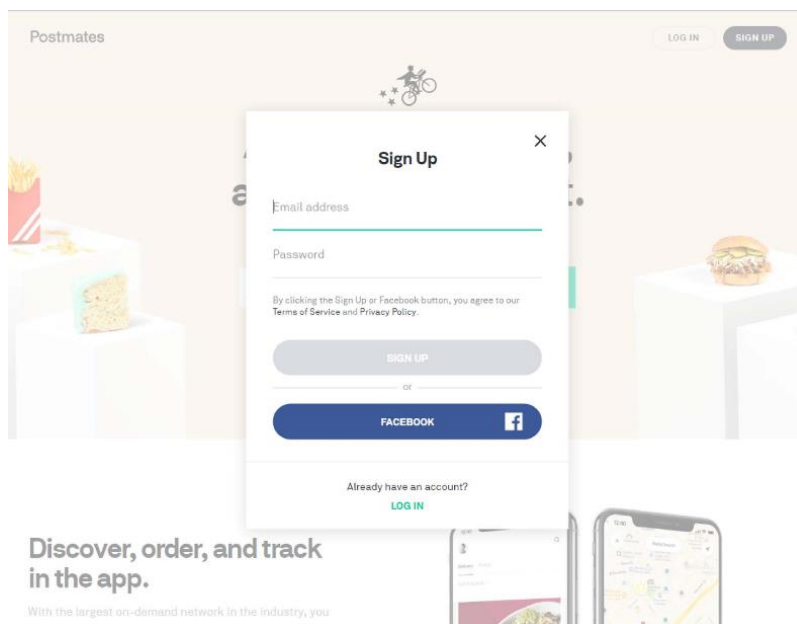 Postmates
LOG IN
SIGN UP
Sign Up
Email address
Password
By clicking the Sign Up or Facebook button, you agree to our
Terms of Service and Privacy Policy.
SIGN UP
or
FACEBOOK
Already have an account?
LOG IN
Discover, order, and track
in the app.
With the largest on-demand network in the industry, you